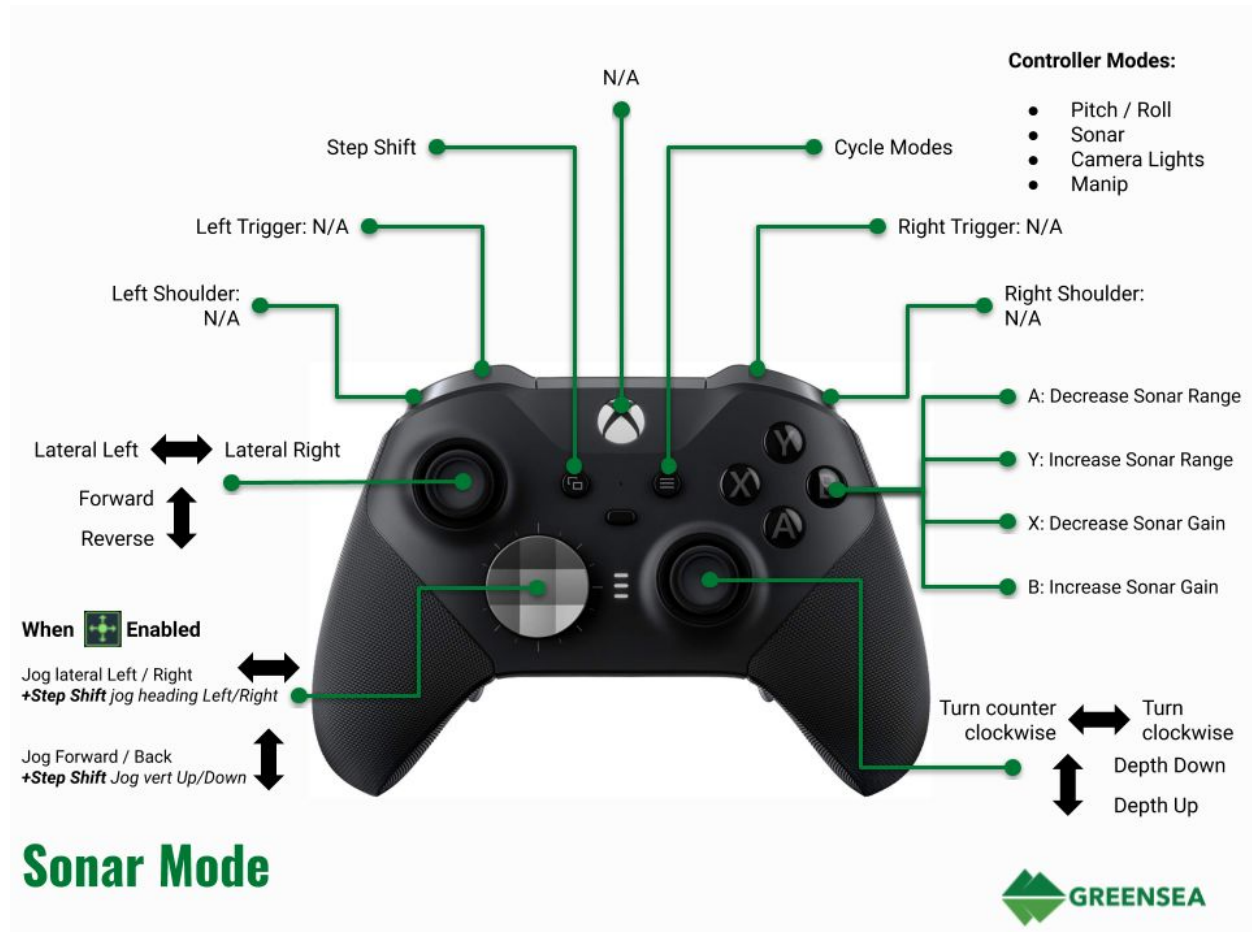 N/A
Controller Modes:
● Pitch / Roll
● Sonar
● Camera Lights
● Manip
Step Shift
Cycle Modes
Left Trigger: N/A
Right Trigger: N/A
Left Shoulder:
N/A
Right Shoulder:
N/A
A: Decrease Sonar Range
Y: Increase Sonar Range
X: Decrease Sonar Gain
B: Increase Sonar Gain
Lateral Left
Lateral Right
Forward
Reverse
Y
X
B
A
When Enabled
Jog lateral Left / Right
+Step Shift jog heading Left/Right
Jog Forward / Back
+Step Shift Jog vert Up/Down
Turn counter
clockwise
Turn
clockwise
Depth Down
Depth Up
Sonar Mode
GREENSEA